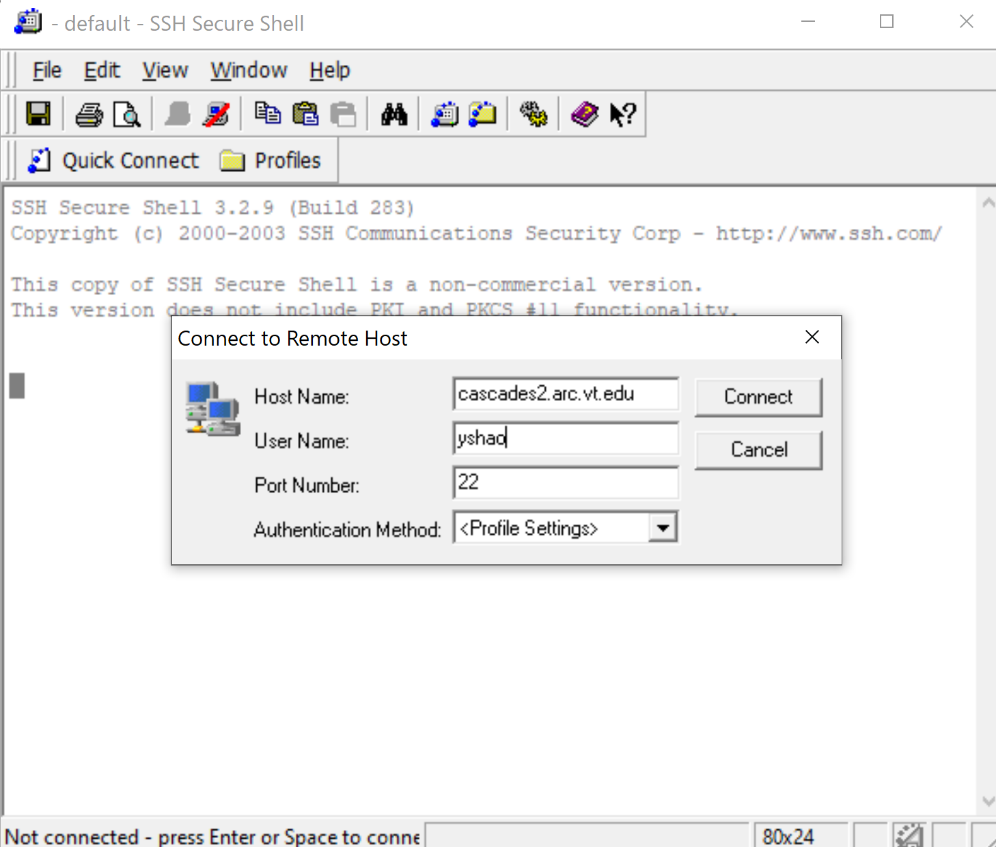 - default - SSH Secure Shell
File Edit View Window Help
Quick Connect Profiles
SSH Secure Shell 3.2.9 (Build 283)
Copyright (c) 2000-2003 SSH Communications Security Corp - http://www.ssh.com/
This copy of SSH Secure Shell is a non-commercial version.
This version does not include PKI and PKCS #11 functionality.
Connect to Remote Host
Host Name: cascades2.arc.vt.edu Connect
User Name: yshao
Cancel
Port Number: 22
Authentication Method: <Profile Settings>
Not connected - press Enter or Space to conne 80x24